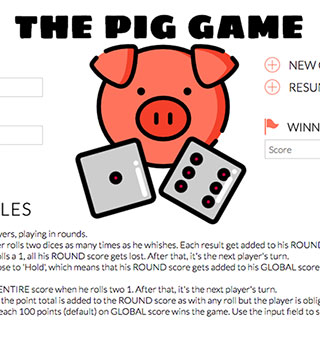 THE PIG GAME
NEW
RESU
WINN
Score
LES
yers, playing in rounds.
er rolls two dices as many times as he whishes. Each result get added to his ROUND
olls a 1, all his ROUND score gets lost. After that, it's the next player's turn.
ose to 'Hold', which means that his ROUND score gets added to his GLOBAL score
ENTIRE score when he rolls two 1. After that, it's the next player's turn.
the point total is added to the ROUND score as with any roll but the player is oblig
each 100 points (default) on GLOBAL score wins the game. Use the input field to s